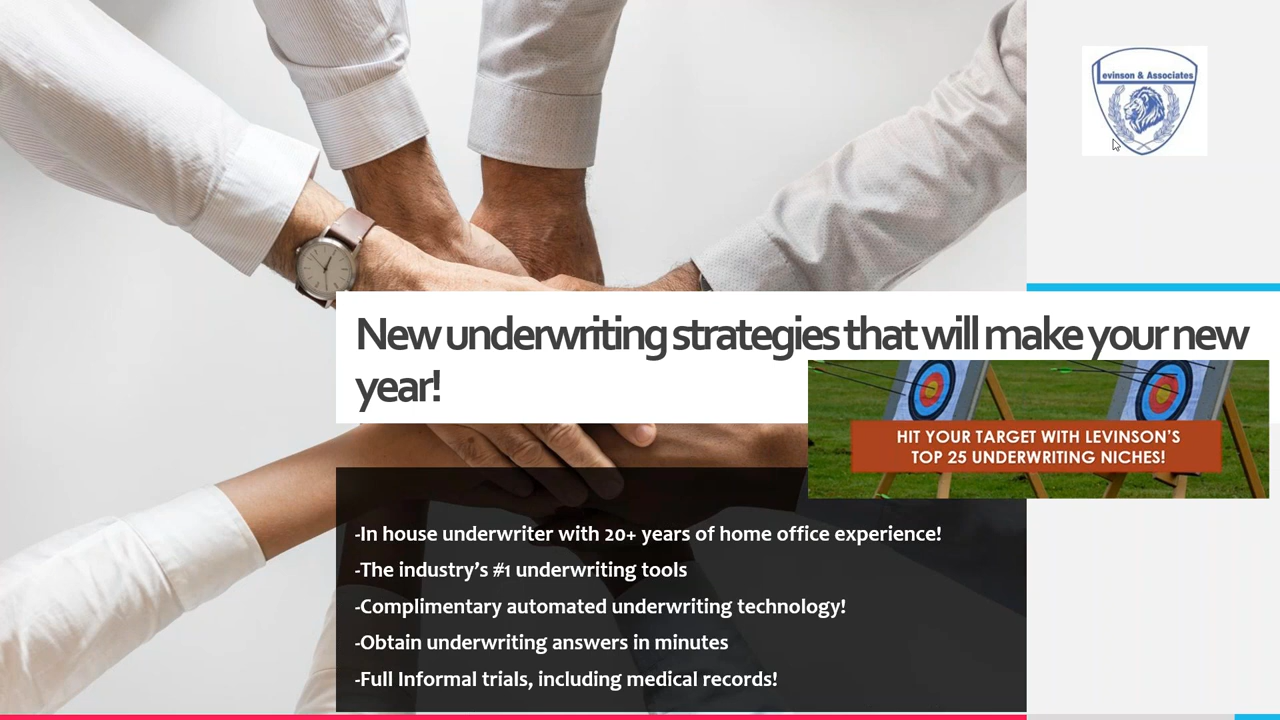 Levinson & Associates
New underwriting strategies that will make your new
year!
HIT YOUR TARGET WITH LEVINSON'S
TOP 25 UNDERWRITING NICHES!
-In house underwriter with 20+ years of home office experience!
-The industry’s #1 underwriting tools
-Complimentary automated underwriting technology!
-Obtain underwriting answers in minutes
-Full Informal trials, including medical records!